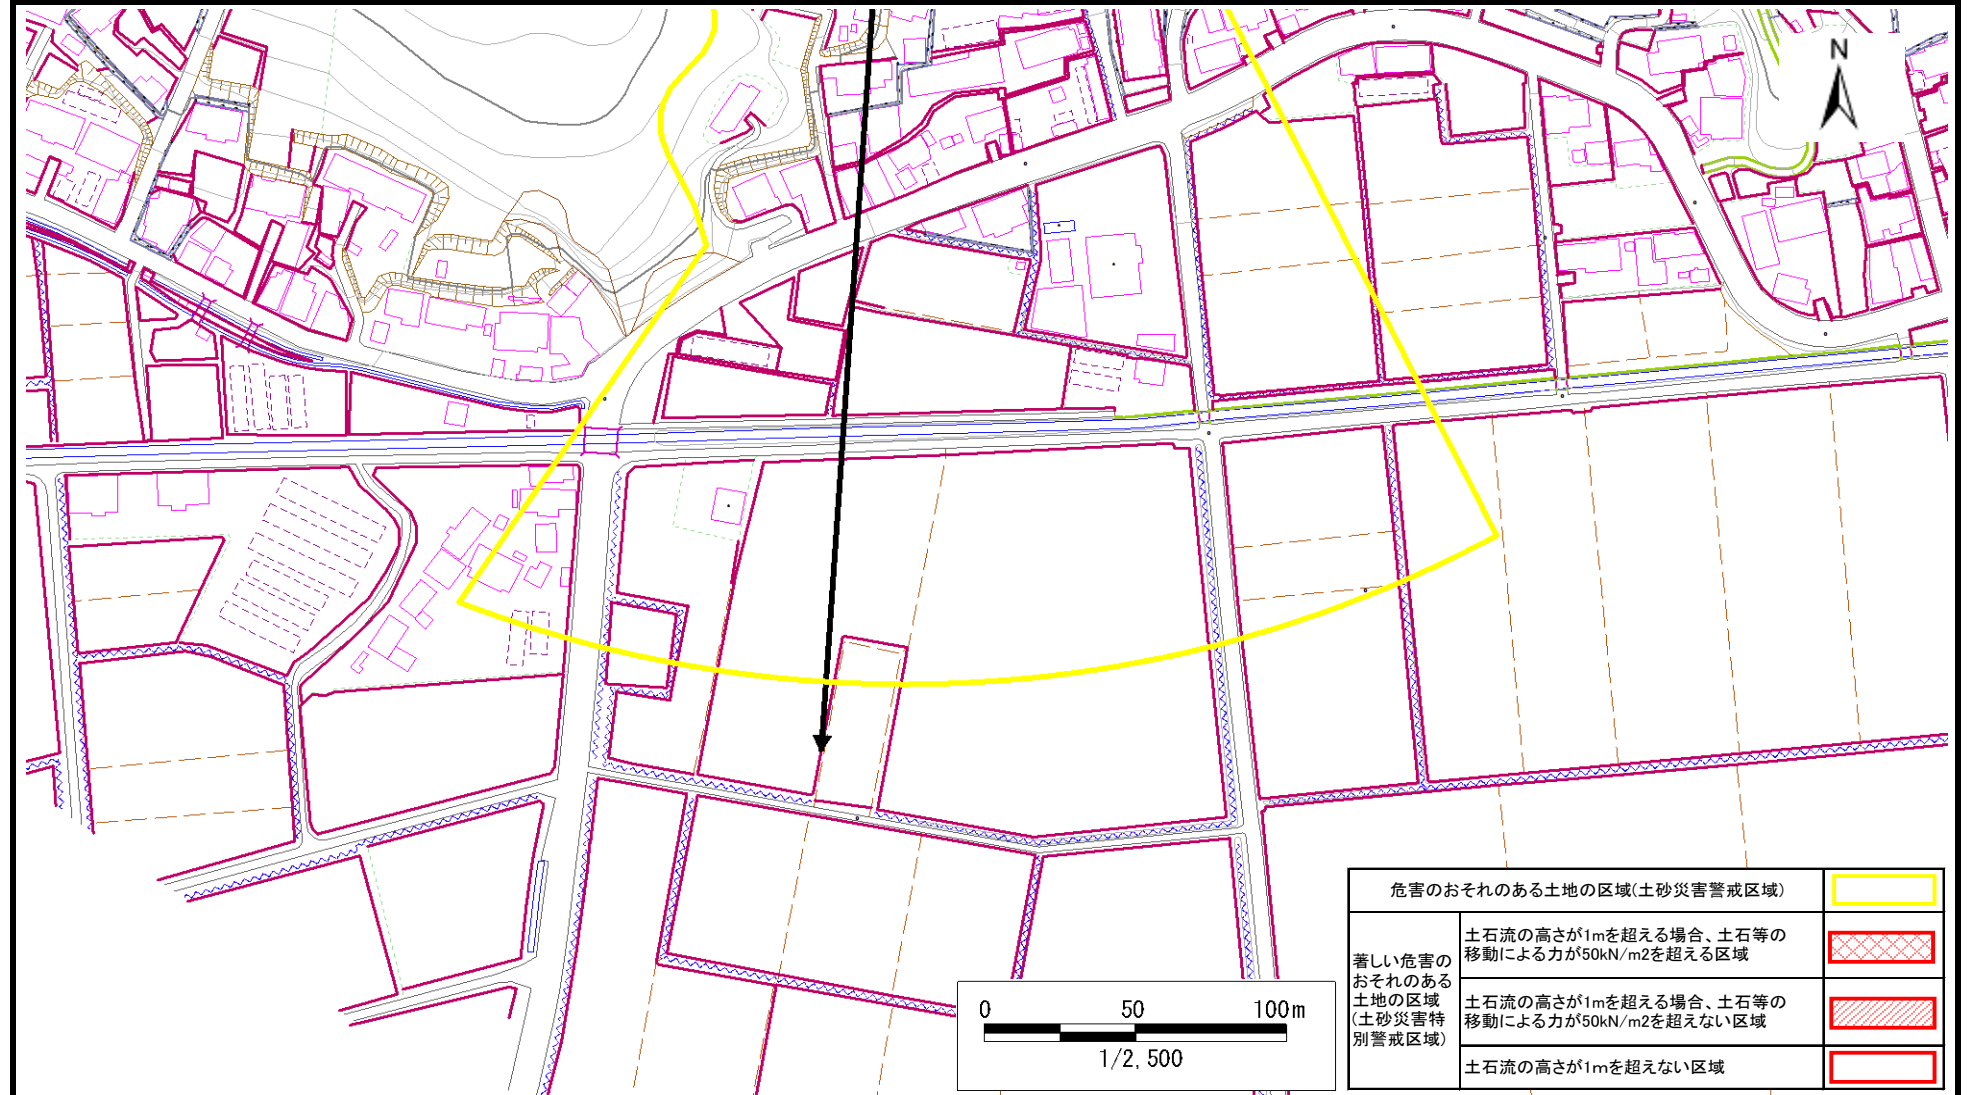 N
危害のおそれのある土地の区域(土砂災害警戒区域)
著しい危害の
おそれのある
土地の区域
(土砂災害特
別警戒区域)
土石流の高さが1mを超える場合、土石等の
移動による力が50kN/m2を超える区域
土石流の高さが1mを超える場合、土石等の
移動による力が50kN/m2を超えない区域
土石流の高さが1mを超えない区域
0 50 100m
1/2,500